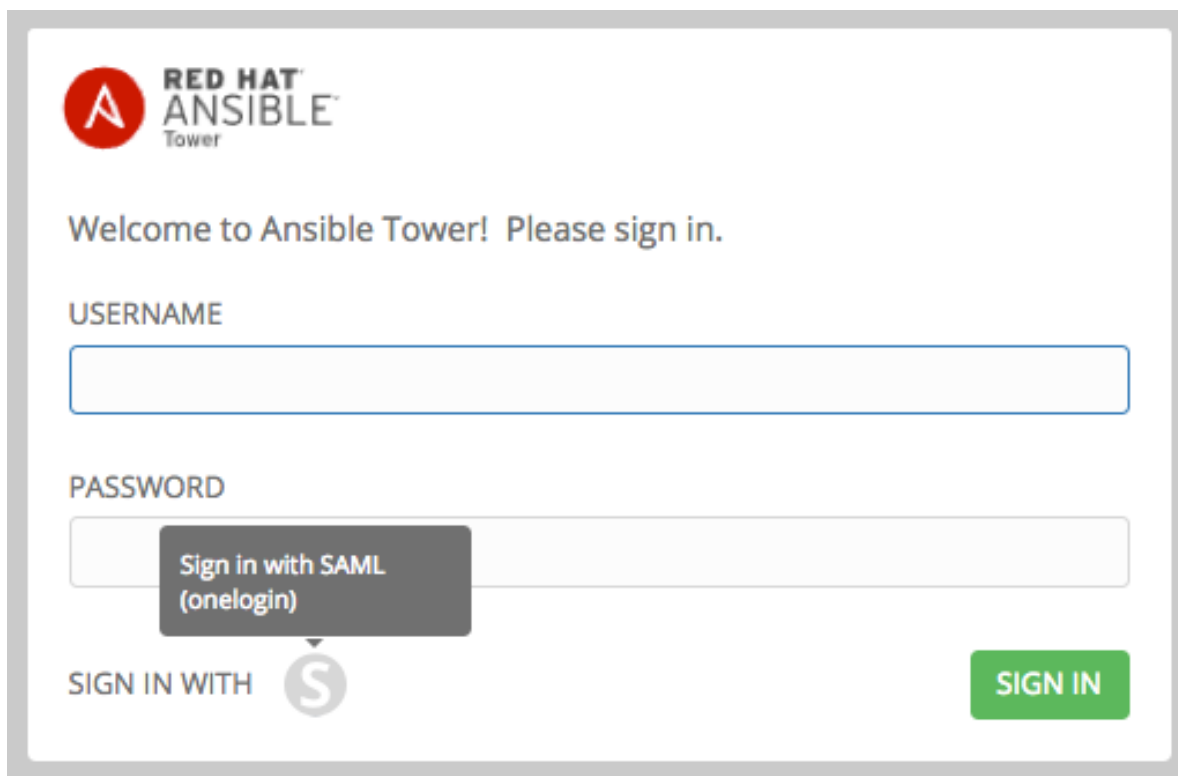 RED HAT
ANSIBLE
Tower
Welcome to Ansible Tower! Please sign in.
USERNAME
PASSWORD
Sign in with SAML
(onelogin)
SIGN IN WITH S
SIGN IN